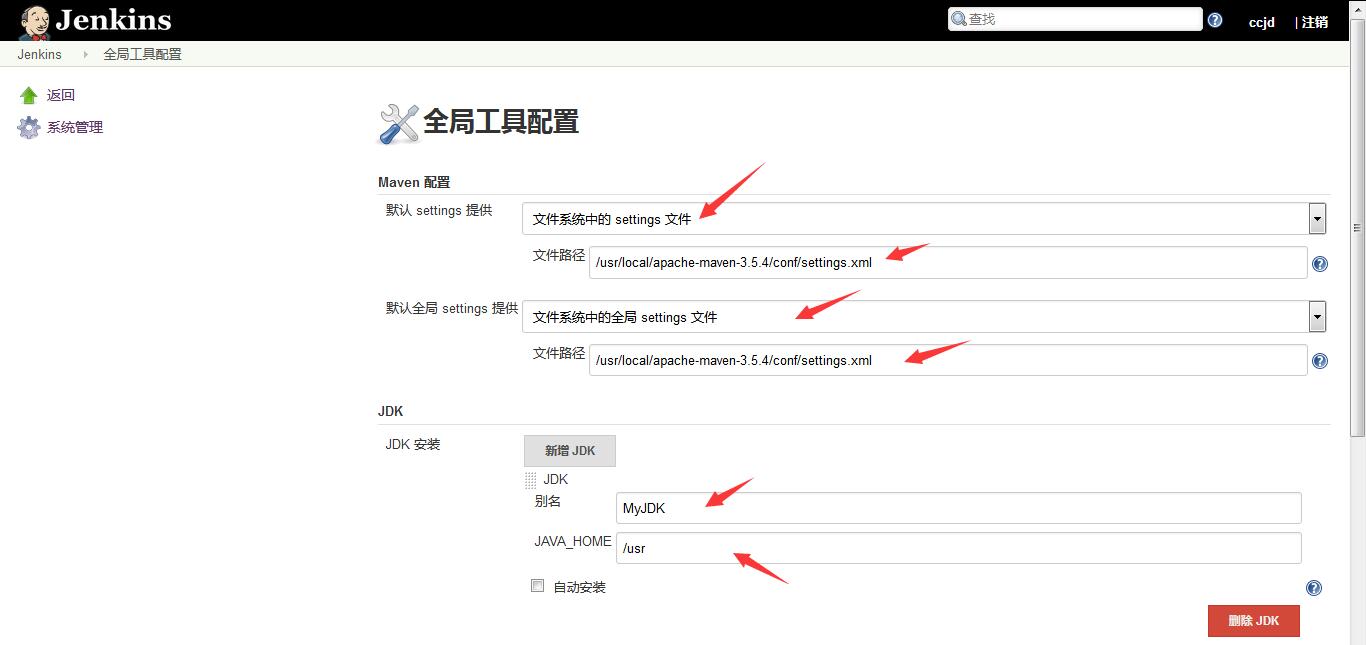 Jenkins
查找
ccjd | 注销
Jenkins 全局工具配置
返回
系统管理
全局工具配置
Maven 配置
默认 settings 提供 文件系统中的 settings 文件
文件路径 /usr/local/apache-maven-3.5.4/conf/settings.xml
默认全局 settings 提供 文件系统中的全局 settings 文件
文件路径 /usr/local/apache-maven-3.5.4/conf/settings.xml
JDK
JDK 安装 新增 JDK
JDK
别名 MyJDK
JAVA_HOME /usr
自动安装
删除 JDK